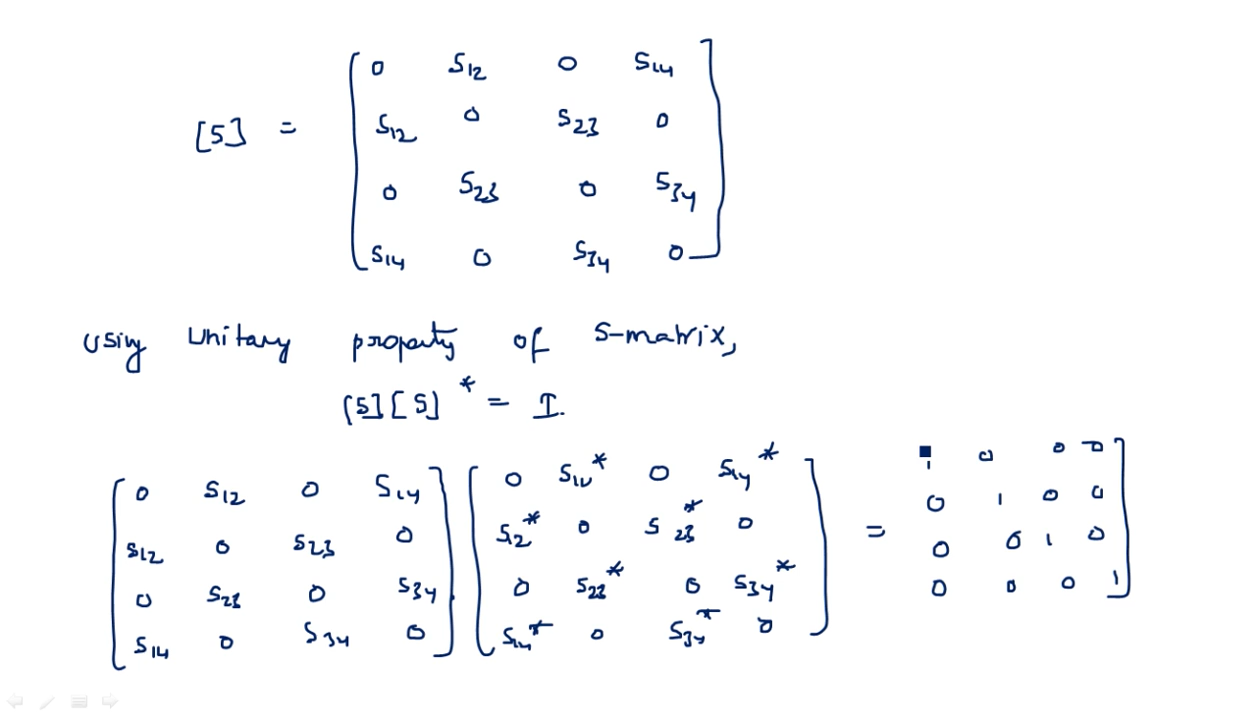 [S] = [ 0 S12 0 S14
S12 0 S23 0
0 S23 0 S34
S14 0 S34 0 ]
using unitary property of S-matrix,
[S][S]* = I.
[ 0 S12 0 S14 ] [ 0 S12* 0 S14* ] = [ 1 0 0 0 ]
[ S12 0 S23 0 ] [ S12* 0 S23* 0 ] [ 0 1 0 0 ]
[ 0 S23 0 S34 ] [ 0 S23* 0 S34* ] [ 0 0 1 0 ]
[ S14 0 S34 0 ] [ S14* 0 S34* 0 ] [ 0 0 0 1 ]